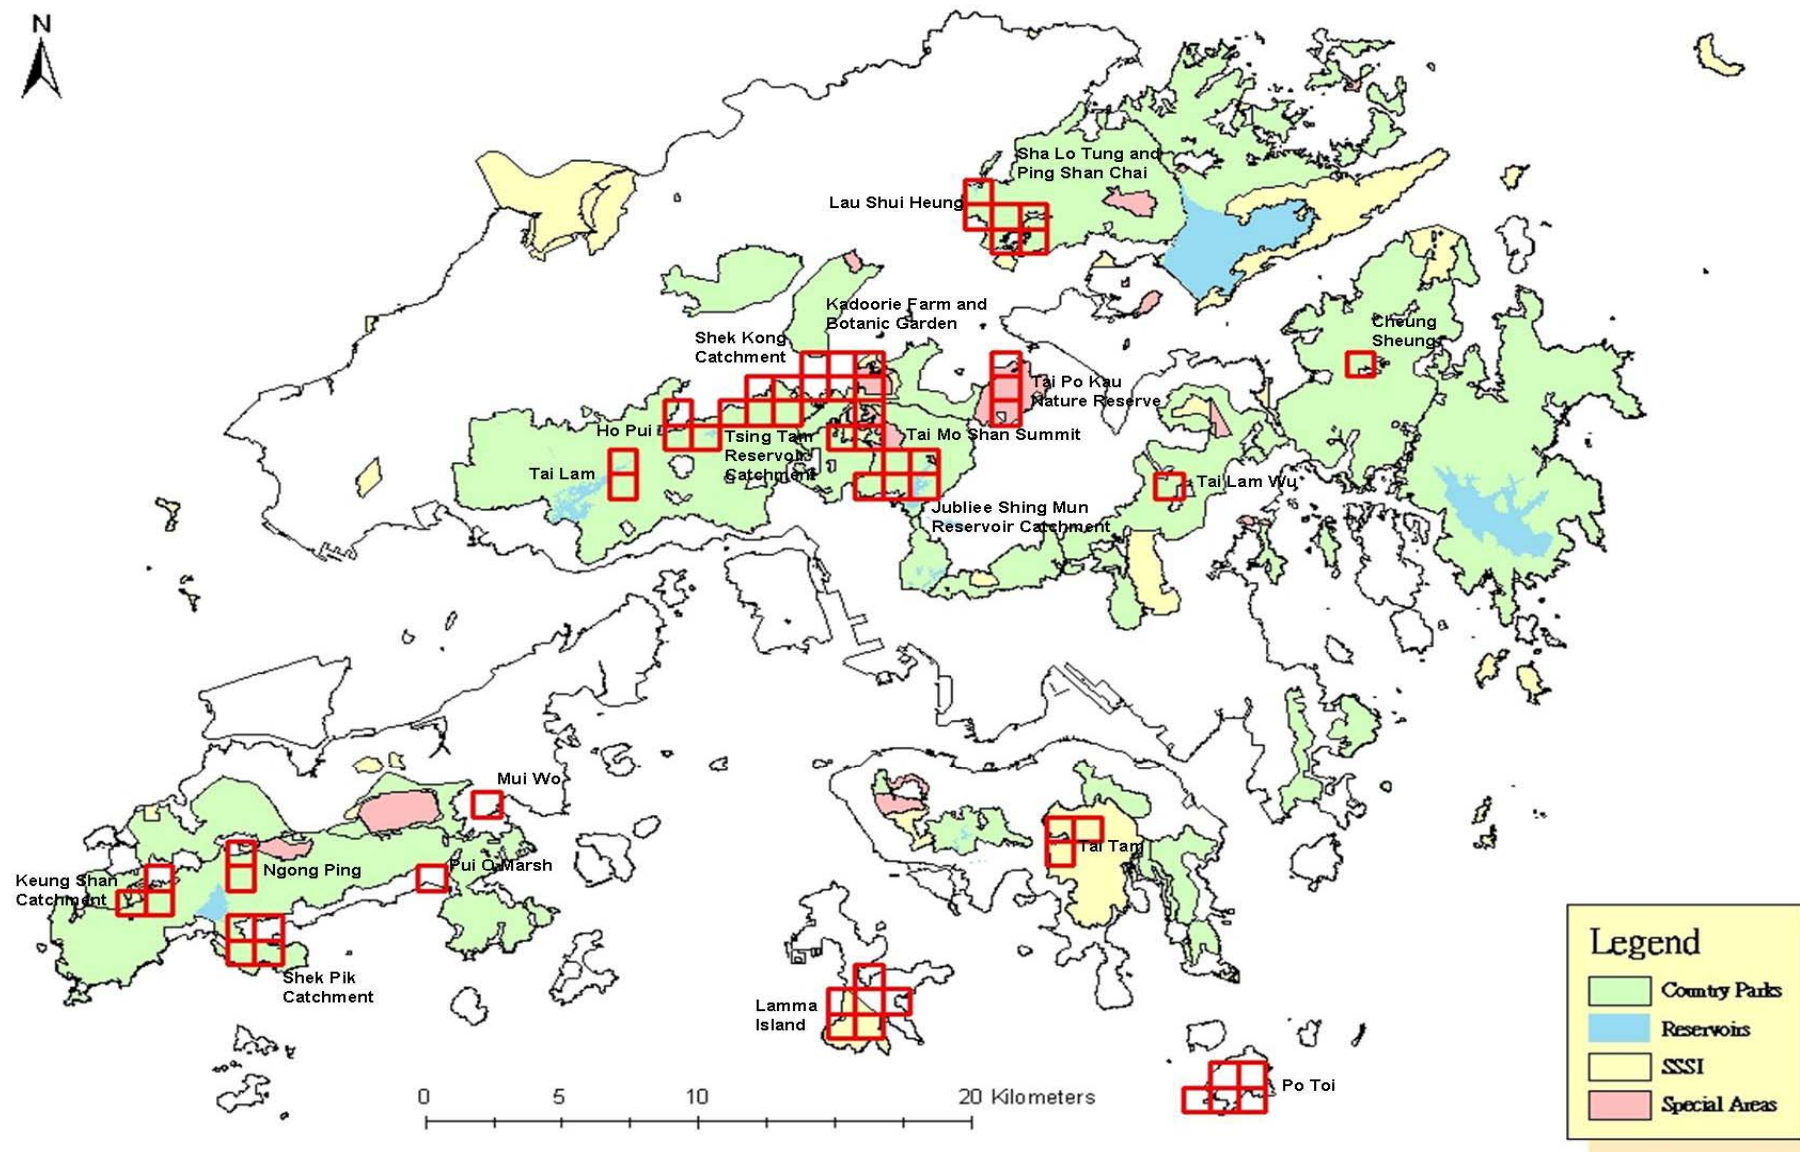 N
Sha Lo Tung and
Ping Shan Chai
Lau Shui Heung
Kadoorie Farm and
Botanic Garden
Shek Kong
Catchment
Cheung
Sheung
Tai Po Kau
Nature Reserve
Ho Pui
Tsing Tam
Reservoir
Catchment
Tai Mo Shan Summit
Tai Lam
Tai Lam Wu
Jubliee Shing Mun
Reservoir Catchment
Mui Wo
Pui O Marsh
Ngong Ping
Keung Shan
Catchment
Tai Tam
Shek Pik
Catchment
Lamma
Island
Po Toi
0 5 10 20 Kilometers
Legend
Country Parks
Reservoirs
SSSI
Special Areas